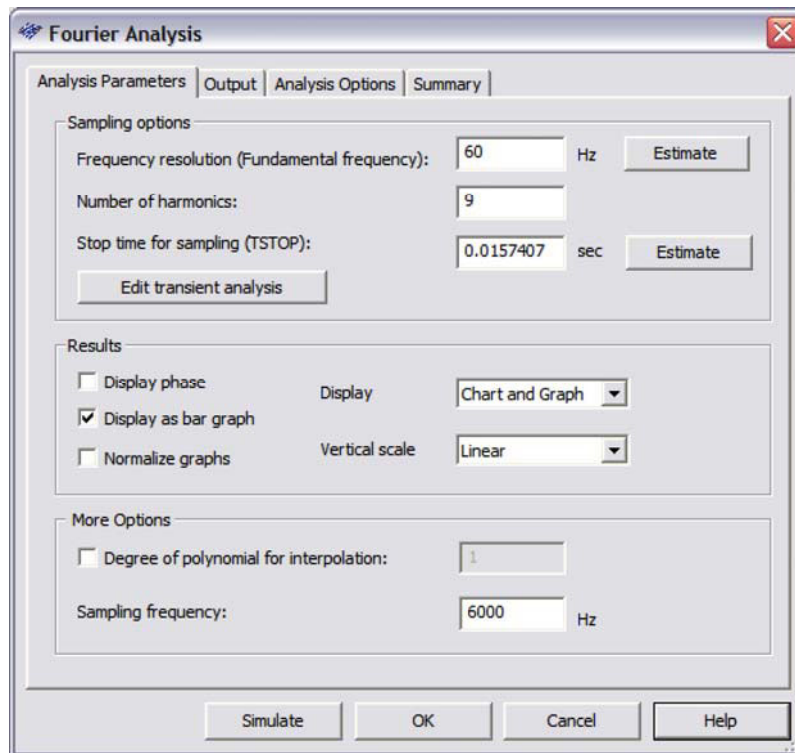 Fourier Analysis
Analysis Parameters Output Analysis Options Summary
Sampling options
Frequency resolution (Fundamental frequency): 60 Hz Estimate
Number of harmonics: 9
Stop time for sampling (TSTOP): 0.0157407 sec Estimate
Edit transient analysis
Results
Display phase
Display Chart and Graph
Display as bar graph
Vertical scale Linear
Normalize graphs
More Options
Degree of polynomial for interpolation: 1
Sampling frequency: 6000 Hz
Simulate OK Cancel Help